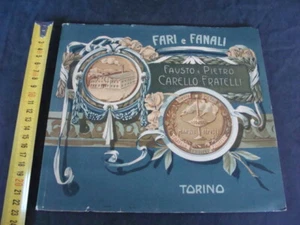 FARI e FANALI
FAUSTO e PIETRO
CARELLO FRATELLI
TORINO